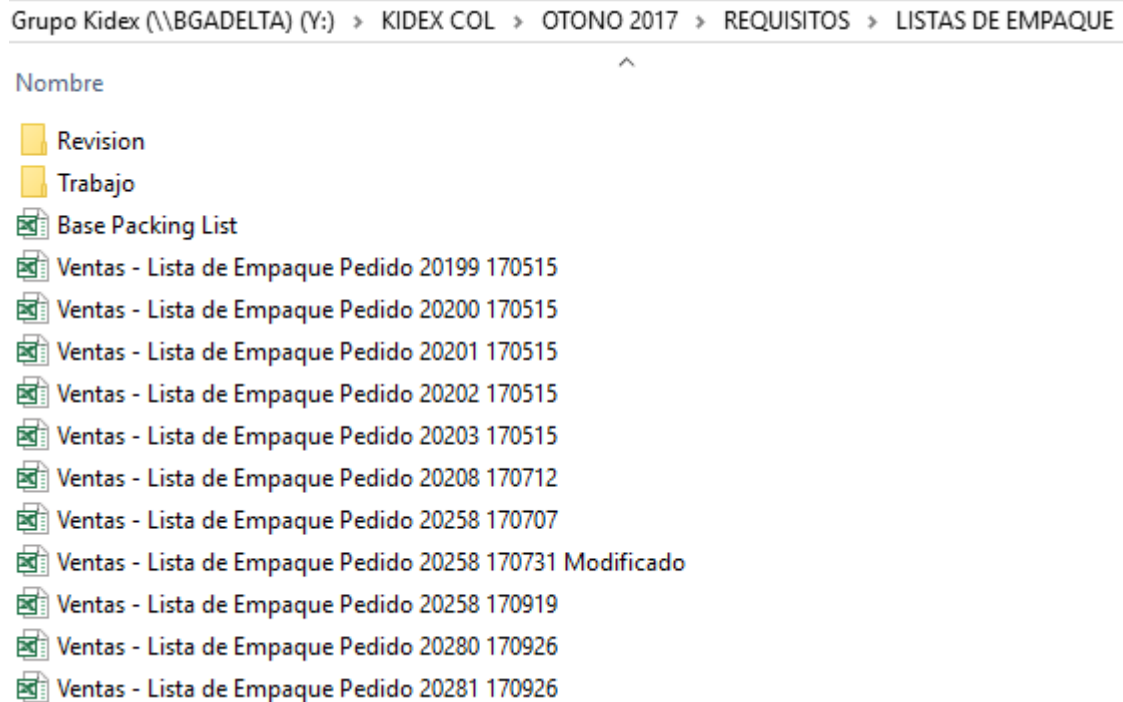 Grupo Kidex (\\BGADELTA) (Y:) > KIDEX COL > OTONO 2017 > REQUISITOS > LISTAS DE EMPAQUE
Nombre
Revision
Trabajo
Base Packing List
Ventas - Lista de Empaque Pedido 20199 170515
Ventas - Lista de Empaque Pedido 20200 170515
Ventas - Lista de Empaque Pedido 20201 170515
Ventas - Lista de Empaque Pedido 20202 170515
Ventas - Lista de Empaque Pedido 20203 170515
Ventas - Lista de Empaque Pedido 20208 170712
Ventas - Lista de Empaque Pedido 20258 170707
Ventas - Lista de Empaque Pedido 20258 170731 Modificado
Ventas - Lista de Empaque Pedido 20258 170919
Ventas - Lista de Empaque Pedido 20280 170926
Ventas - Lista de Empaque Pedido 20281 170926